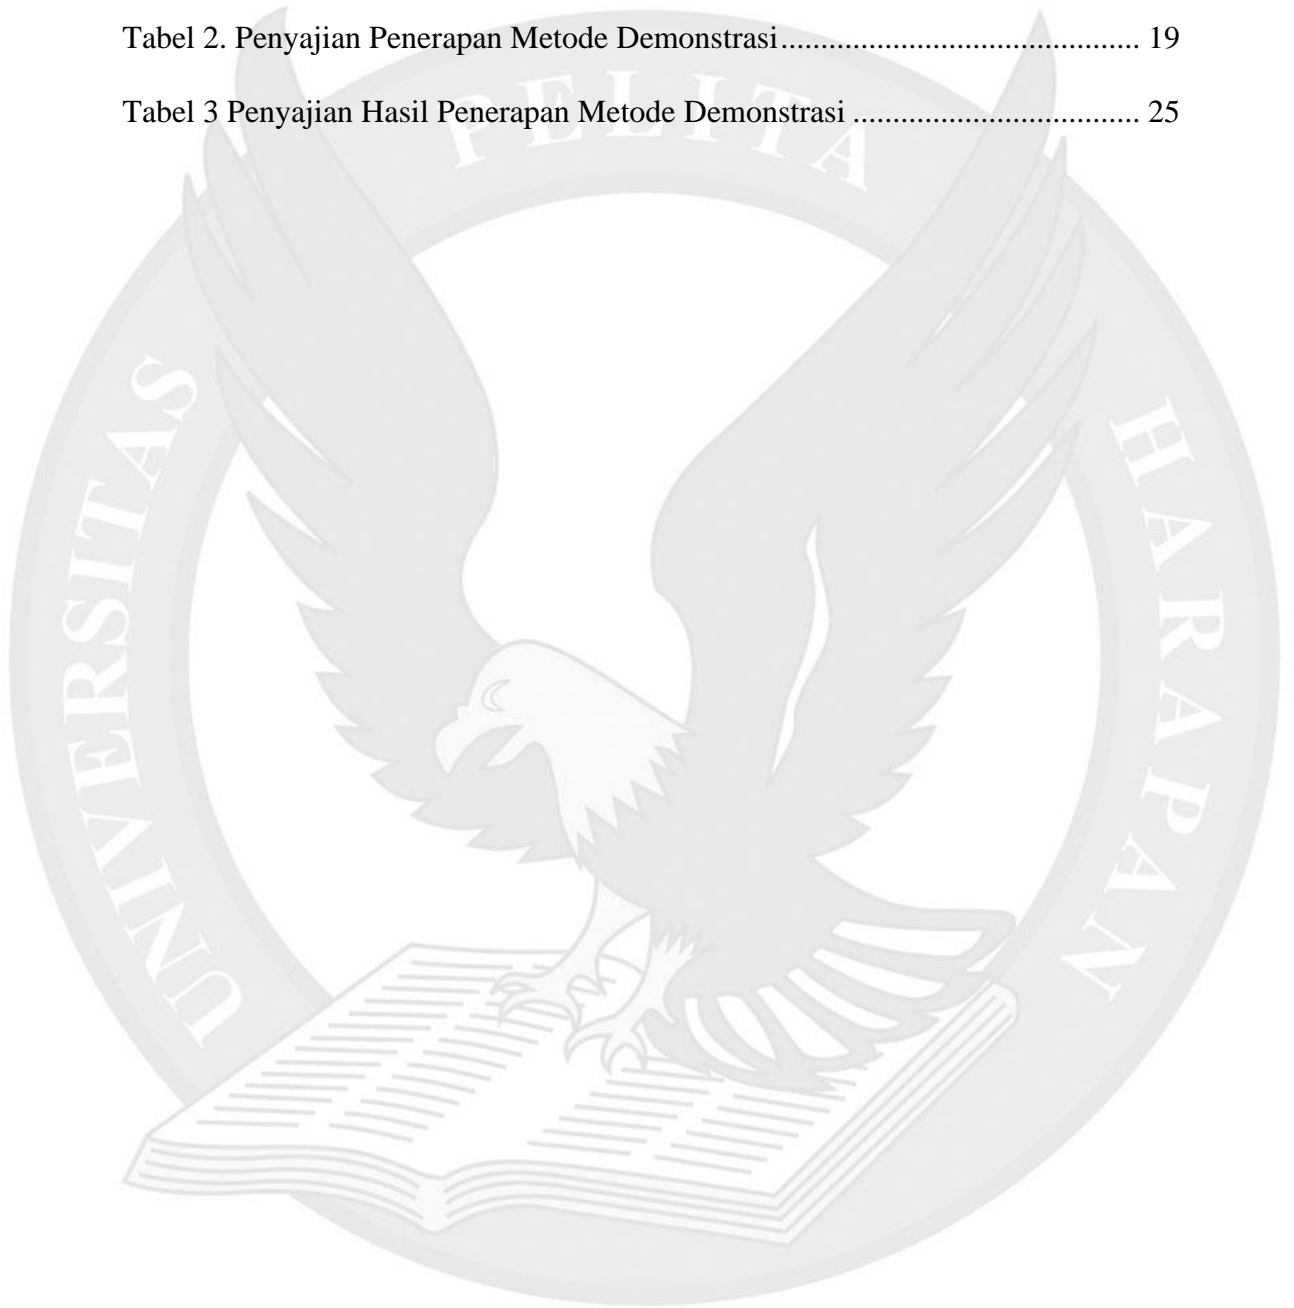 Tabel 2. Penyajian Penerapan Metode Demonstrasi............................................. 19
Tabel 3 Penyajian Hasil Penerapan Metode Demonstrasi .................................... 25
UNIVERSITAS PELITA HARAPAN